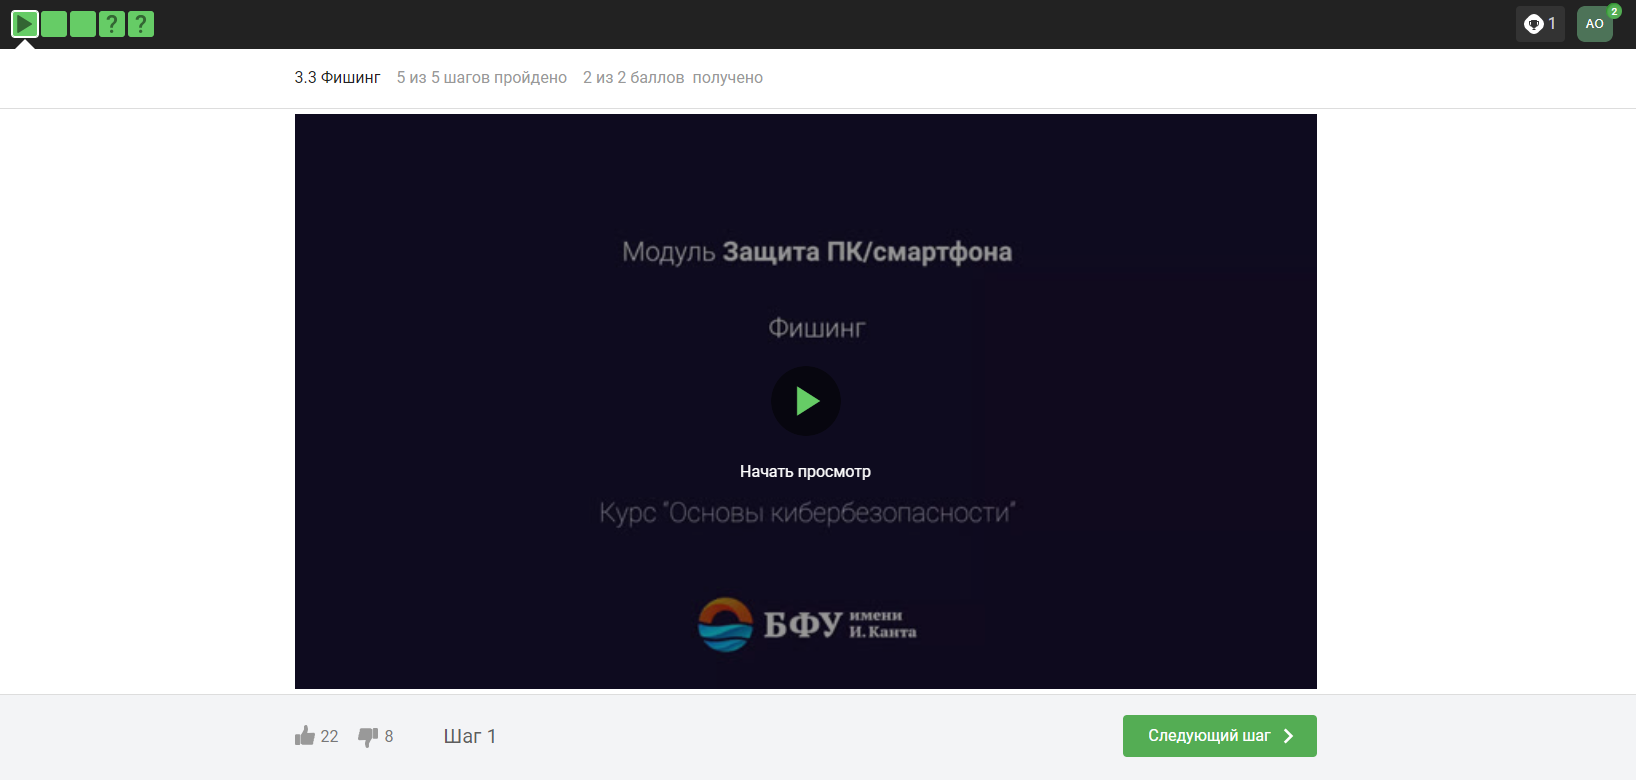 ? ?
1
АО
2
3.3 Фишинг 5 из 5 шагов пройдено 2 из 2 баллов получено
Модуль Защита ПК/смартфона
Фишинг
Начать просмотр
Курс "Основы кибербезопасности"
БФУ имени
И. Канта
22 8 Шаг 1 Следующий шаг